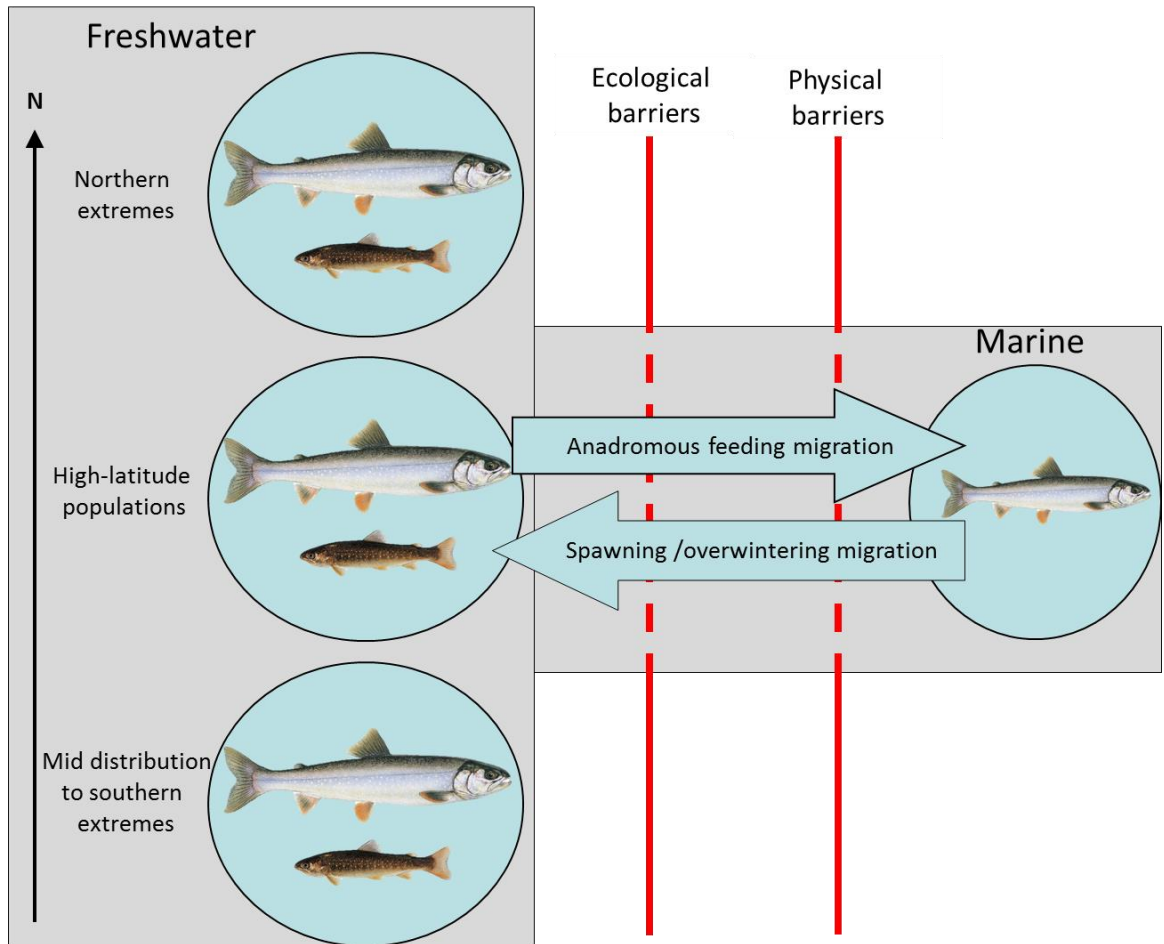 Freshwater
N
Northern
extremes
High-latitude
populations
Mid distribution
to southern
extremes
Ecological
barriers
Physical
barriers
Marine
Anadromous feeding migration
Spawning /overwintering migration